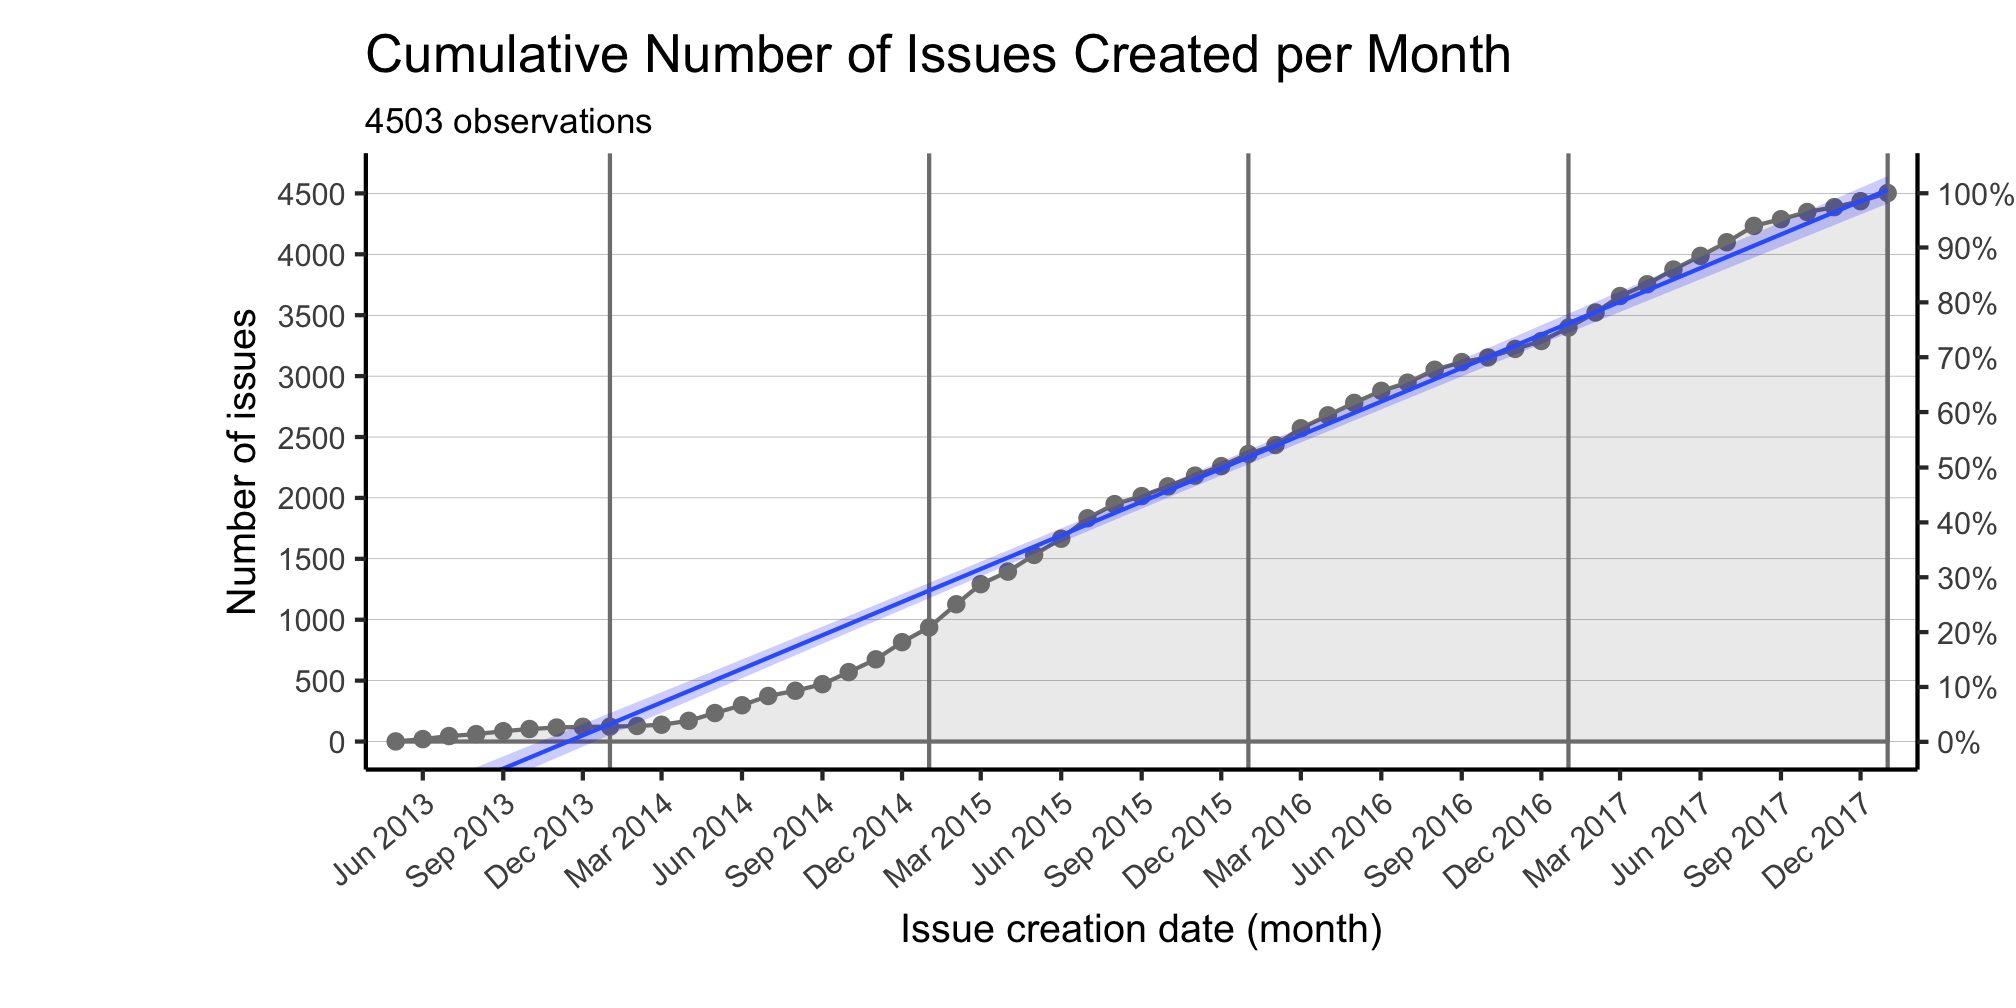 Cumulative Number of Issues Created per Month
4503 observations
Number of issues
4500
4000
3500
3000
2500
2000
1500
1000
500
0
100%
90%
80%
70%
60%
50%
40%
30%
20%
10%
0%
Jun 2013
Sep 2013
Dec 2013
Mar 2014
Jun 2014
Sep 2014
Dec 2014
Mar 2015
Jun 2015
Sep 2015
Dec 2015
Mar 2016
Jun 2016
Sep 2016
Dec 2016
Mar 2017
Jun 2017
Sep 2017
Dec 2017
Issue creation date (month)